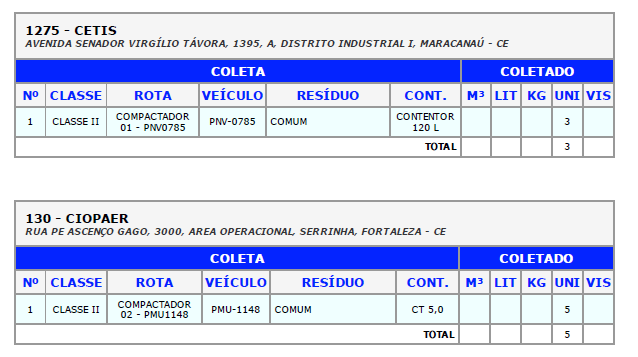 1275 - CETIS
AVENIDA SENADOR VIRGÍLIO TÁVORA, 1395, A, DISTRITO INDUSTRIAL I, MARACANAÚ - CE
COLETA COLETADO
Nº CLASSE ROTA VEÍCULO RESÍDUO CONT. M³ LIT KG UNI VIS
1 CLASSE II COMPACTADOR 01 - PNV0785 PNV-0785 COMUM CONTENTOR 120 L 3
TOTAL 3
130 - CIOPAER
RUA PE ASCENÇO GAGO, 3000, AREA OPERACIONAL, SERRINHA, FORTALEZA - CE
COLETA COLETADO
Nº CLASSE ROTA VEÍCULO RESÍDUO CONT. M³ LIT KG UNI VIS
1 CLASSE II COMPACTADOR 02 - PMU1148 PMU-1148 COMUM CT 5,0 5
TOTAL 5